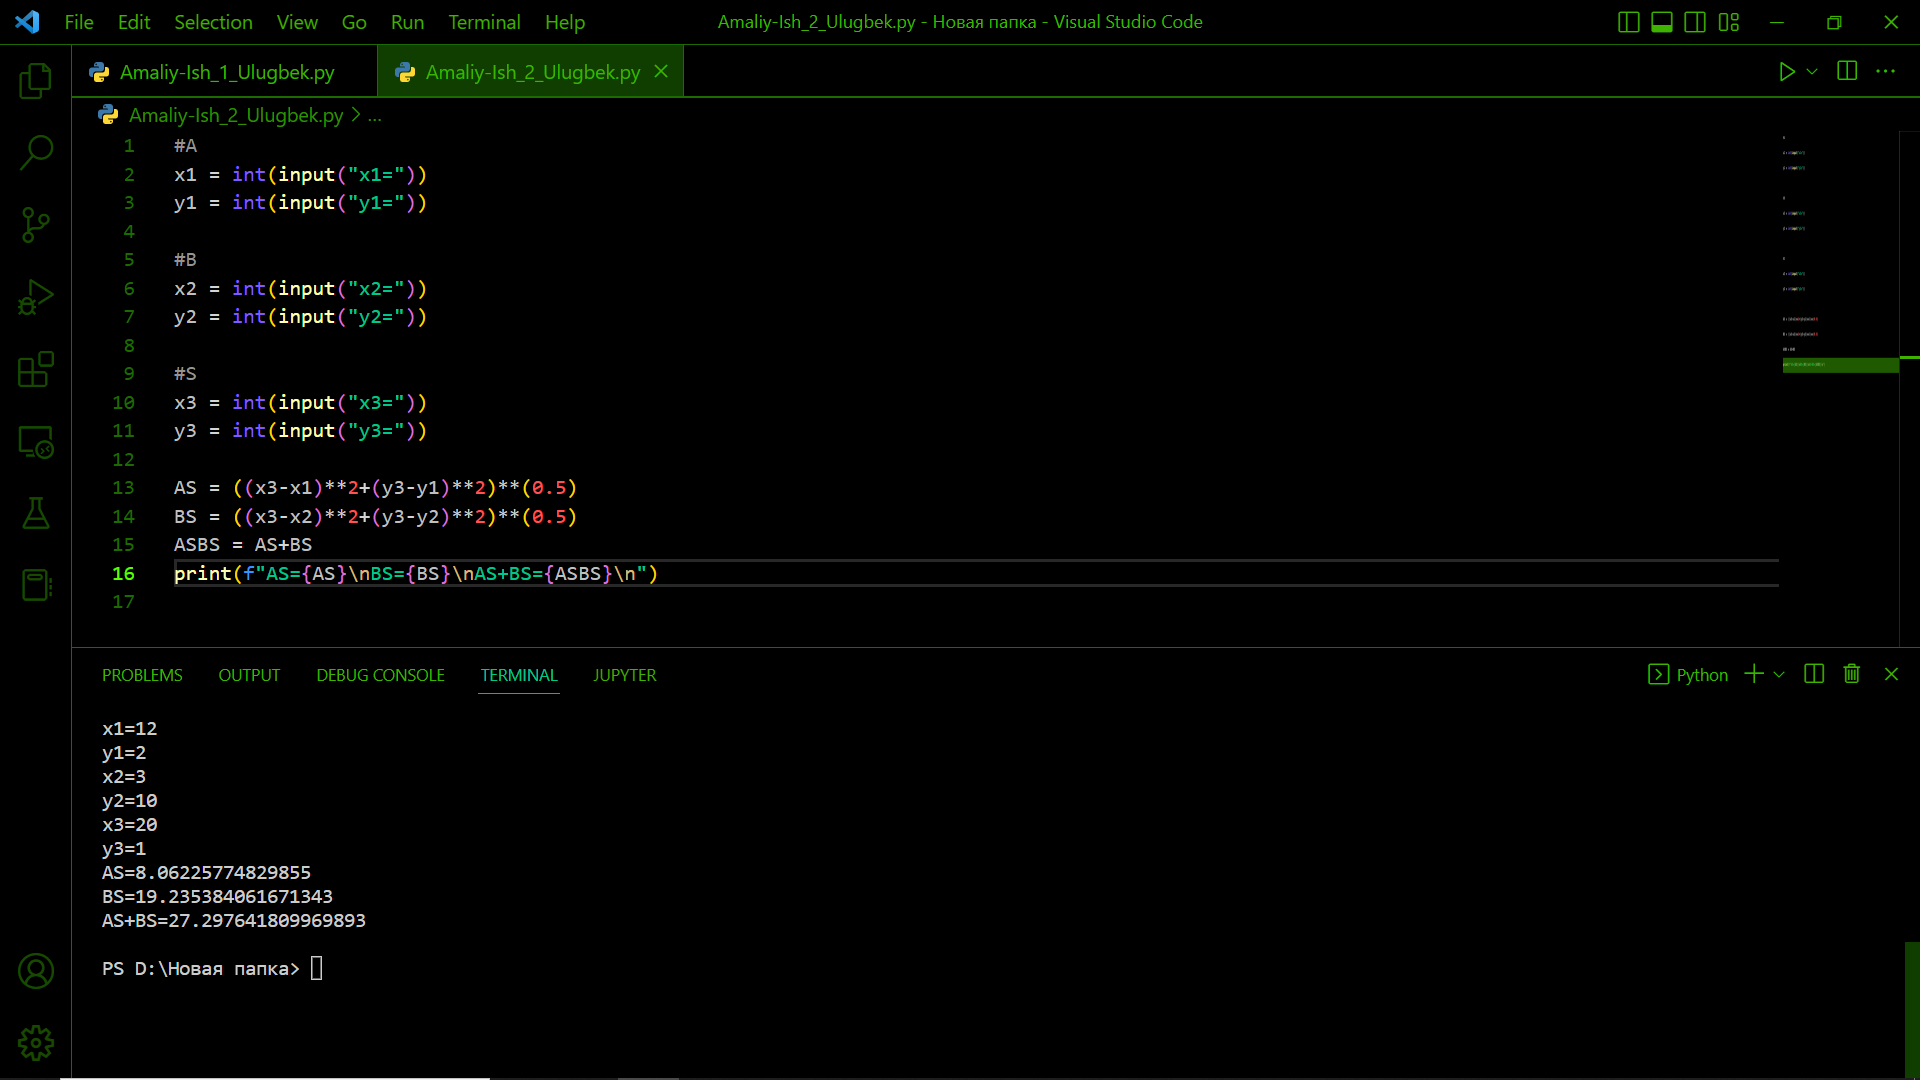 File Edit Selection View Go Run Terminal Help Amaliy-Ish_2_Ulugbek.py - Новая папка - Visual Studio Code
Amaliy-Ish_1_Ulugbek.py Amaliy-Ish_2_Ulugbek.py
Amaliy-Ish_2_Ulugbek.py > ...
1 #A
2 x1 = int(input("x1="))
3 y1 = int(input("y1="))
4
5 #B
6 x2 = int(input("x2="))
7 y2 = int(input("y2="))
8
9 #S
10 x3 = int(input("x3="))
11 y3 = int(input("y3="))
12
13 AS = ((x3-x1)**2+(y3-y1)**2)**(0.5)
14 BS = ((x3-x2)**2+(y3-y2)**2)**(0.5)
15 ASBS = AS+BS
16 print(f"AS={AS}\nBS={BS}\nAS+BS={ASBS}\n")
17
PROBLEMS OUTPUT DEBUG CONSOLE TERMINAL JUPYTER Python
x1=12
y1=2
x2=3
y2=10
x3=20
y3=1
AS=8.06225774829855
BS=19.235384061671343
AS+BS=27.297641809969893
PS D:\Новая папка>